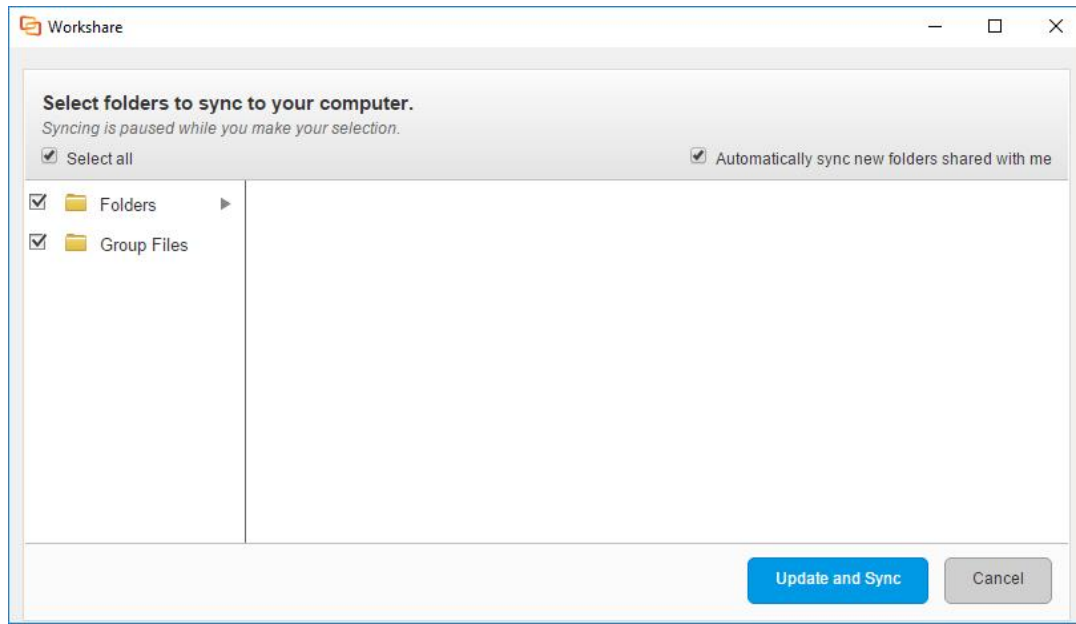 Workshare
Select folders to sync to your computer.
Syncing is paused while you make your selection.
Select all
Automatically sync new folders shared with me
Folders
Group Files
Update and Sync
Cancel